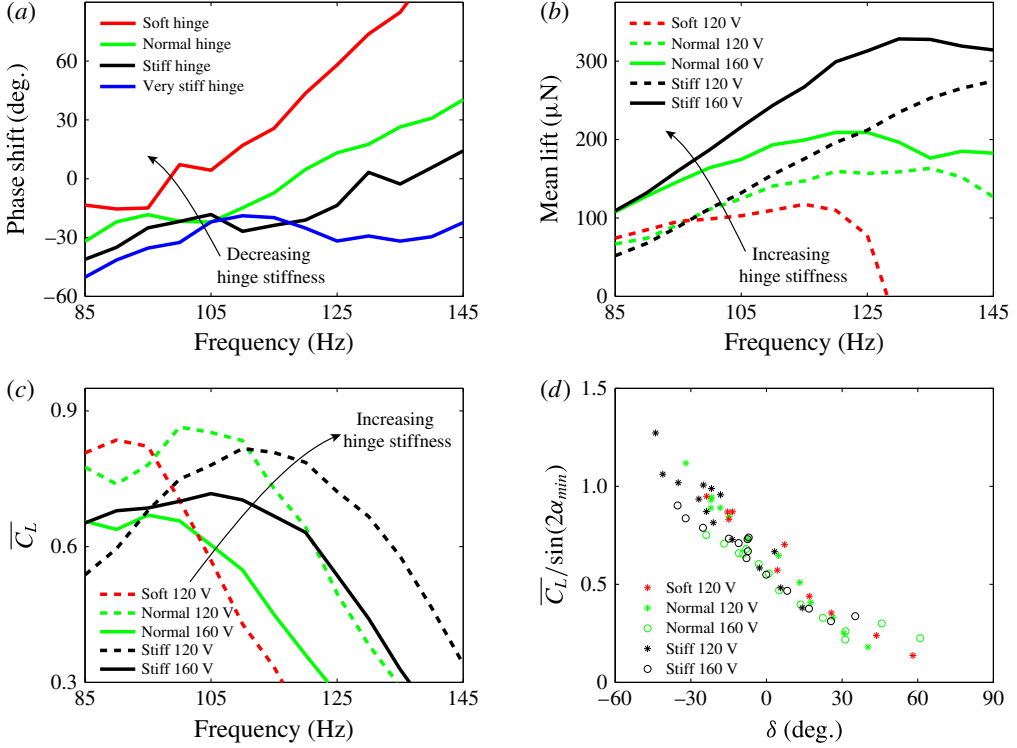 (a)
Phase shift (deg.)
60
30
0
–30
–60
Soft hinge
Normal hinge
Stiff hinge
Very stiff hinge
Decreasing
hinge stiffness
85 105 125 145
Frequency (Hz)
(b)
Mean lift (μN)
300
200
100
0
Soft 120 V
Normal 120 V
Normal 160 V
Stiff 120 V
Stiff 160 V
Increasing
hinge stiffness
85 105 125 145
Frequency (Hz)
(c)
C̅_L̅
0.9
0.6
0.3
Increasing
hinge stiffness
Soft 120 V
Normal 120 V
Normal 160 V
Stiff 120 V
Stiff 160 V
85 105 125 145
Frequency (Hz)
(d)
C̅_L̅/sin(2α_min)
1.5
1.0
0.5
0
Soft 120 V
Normal 120 V
Normal 160 V
Stiff 120 V
Stiff 160 V
–60 –30 0 30 60 90
δ (deg.)